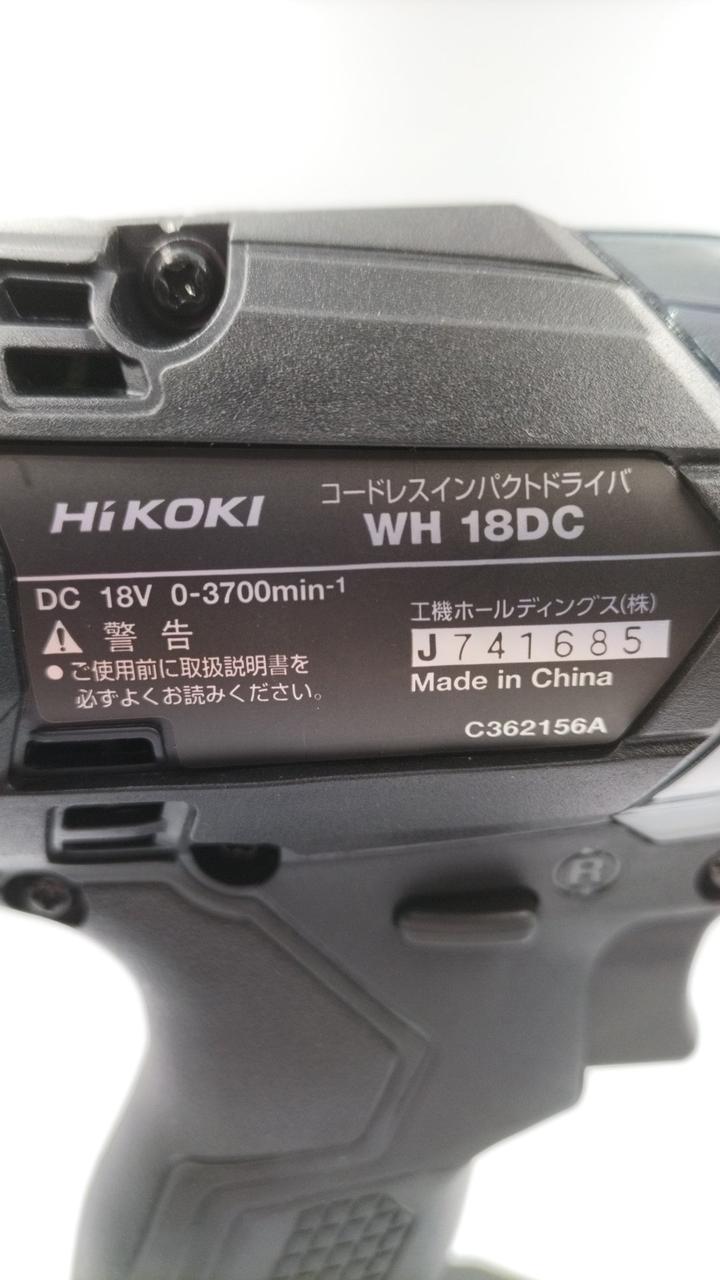 HiKOKI
コードレスインパクトドライバ
WH 18DC
DC 18V 0-3700min-1
警告
●ご使用前に取扱説明書を
必ずよくお読みください。
工機ホールディングス(株)
J741685
Made in China
C362156A
R